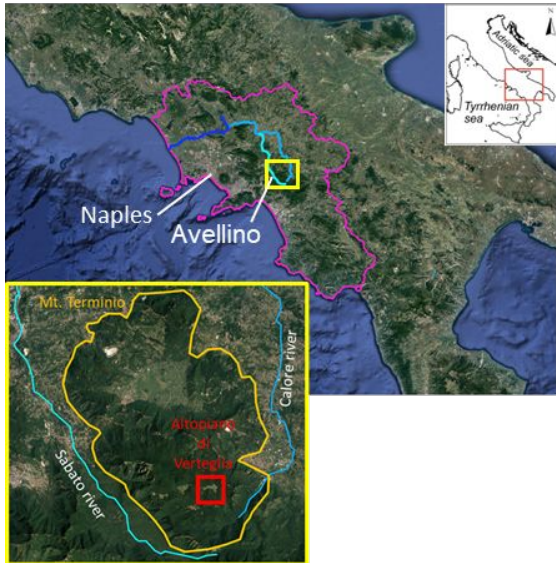 N
Adriatic sea
Tyrrhenian
sea
Naples
Avellino
Mt. Terminio
Calore river
Altopiano
di
Verteglia
Sabato river